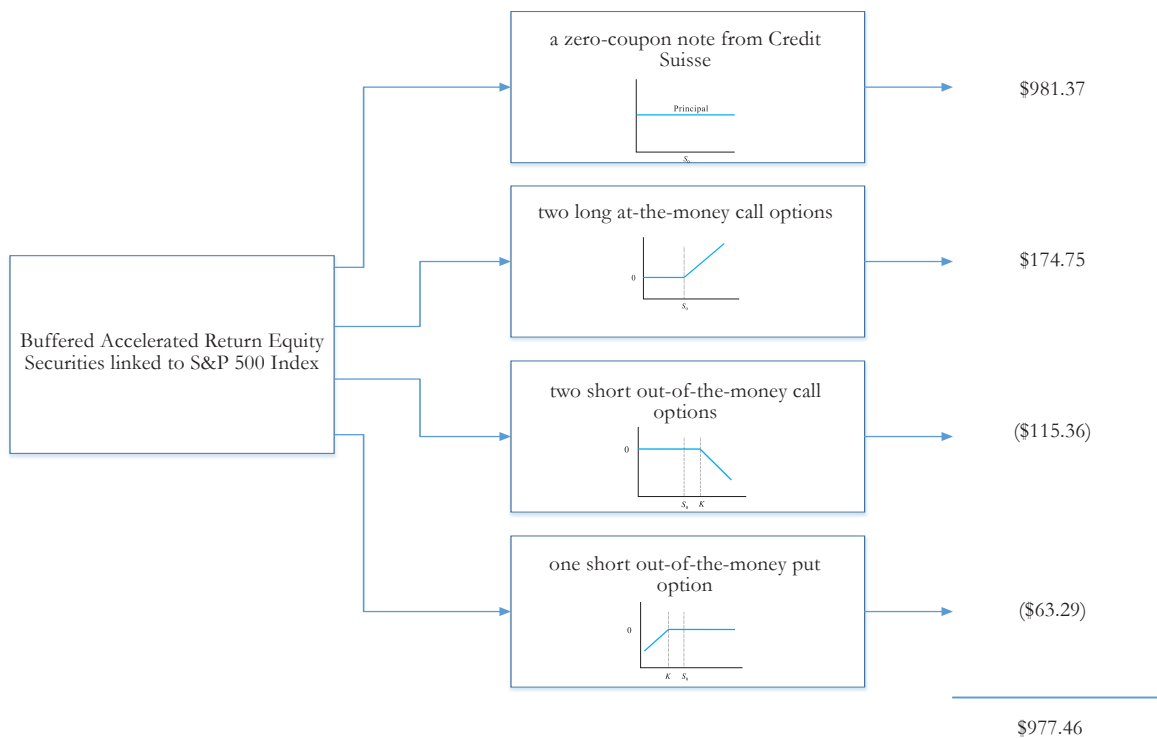 a zero-coupon note from Credit
Suisse
Principal
S₀
$981.37
two long at-the-money call options
0
S₀
$174.75
Buffered Accelerated Return Equity
Securities linked to S&P 500 Index
two short out-of-the-money call
options
0
S₀ K
($115.36)
one short out-of-the-money put
option
0
K S₀
($63.29)
$977.46